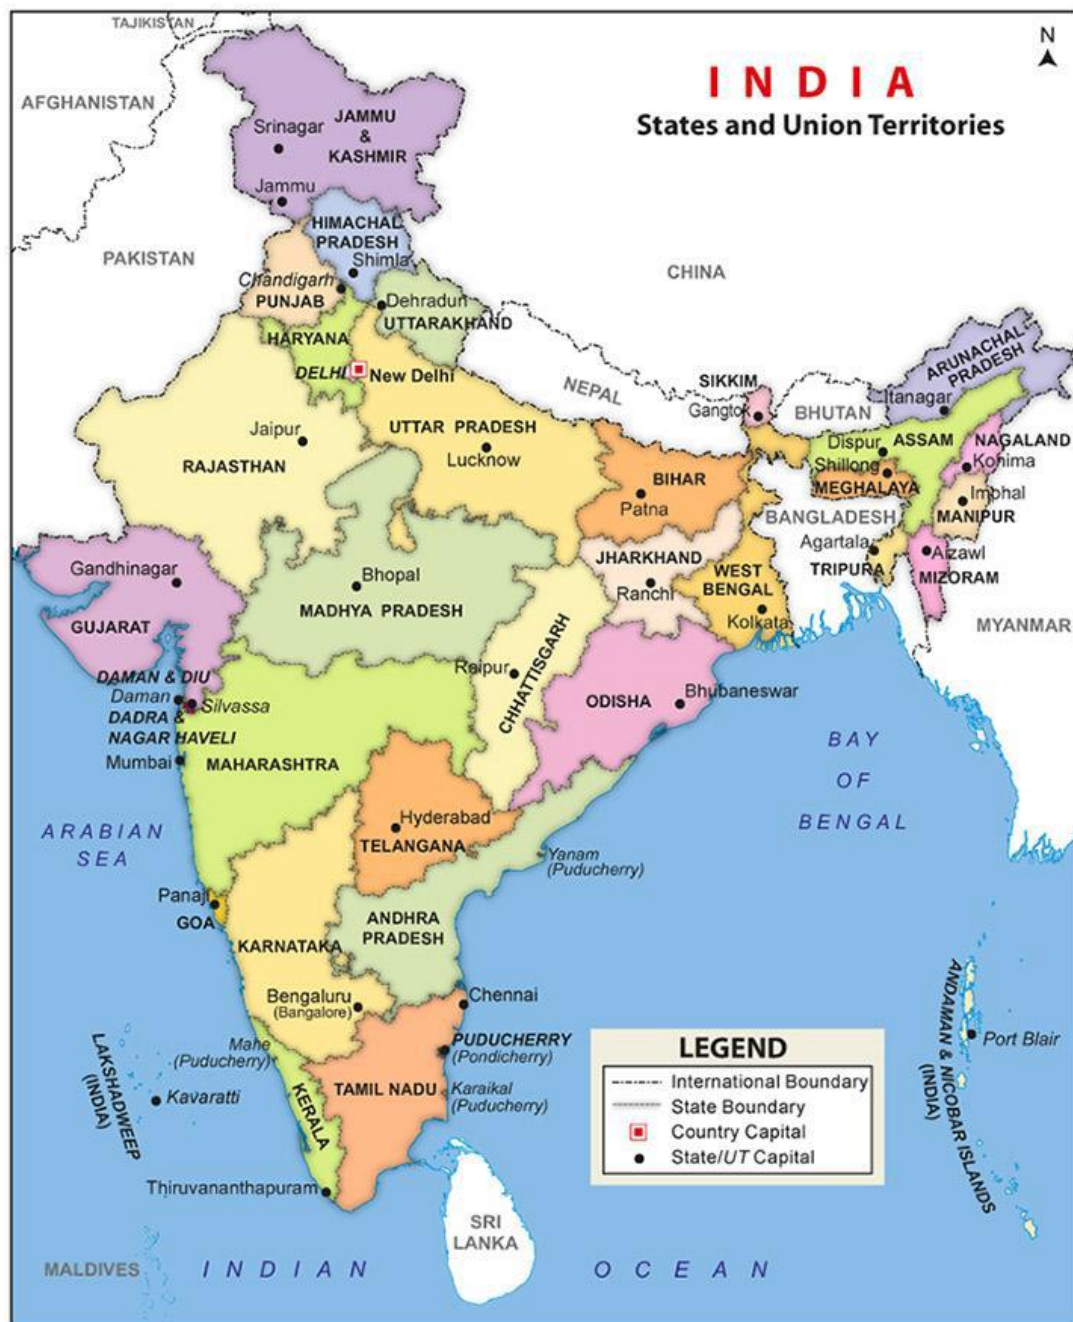 TAJIKISTAN
N
INDIA
States and Union Territories
AFGHANISTAN
JAMMU
&
KASHMIR
Srinagar
Jammu
HIMACHAL
PRADESH
Shimla
PAKISTAN
CHINA
Chandigarh
PUNJAB
Dehradun
UTTARAKHAND
HARYANA
DELHI
New Delhi
NEPAL
SIKKIM
Gangtok
BHUTAN
ARUNACHAL
PRADESH
Itanagar
Jaipur
RAJASTHAN
UTTAR PRADESH
Lucknow
BIHAR
Patna
Dispur
ASSAM
NAGALAND
Shillong
Kohima
MEGHALAYA
Imphal
MANIPUR
BANGLADESH
Agartala
TRIPURA
Aizawl
MIZORAM
Gandhinagar
GUJARAT
Bhopal
MADHYA PRADESH
JHARKHAND
Ranchi
WEST
BENGAL
Kolkata
MYANMAR
Raipur
CHHATTISGARH
ODISHA
Bhubaneswar
DAMAN & DIU
Daman
Silvassa
DADRA &
NAGAR HAVELI
Mumbai
MAHARASHTRA
BAY
OF
BENGAL
ARABIAN
SEA
Hyderabad
TELANGANA
Yanam
(Puducherry)
Panaji
GOA
KARNATAKA
ANDHRA
PRADESH
Bengaluru
(Bangalore)
Chennai
Mahe
(Puducherry)
PUDUCHERRY
(Pondicherry)
LAKSHADWEEP
(INDIA)
Kavaratti
KERALA
TAMIL NADU
Karaikal
(Puducherry)
Thiruvananthapuram
ANDAMAN & NICOBAR ISLANDS
(INDIA)
Port Blair
LEGEND
International Boundary
State Boundary
Country Capital
State/UT Capital
SRI
LANKA
MALDIVES
INDIAN OCEAN